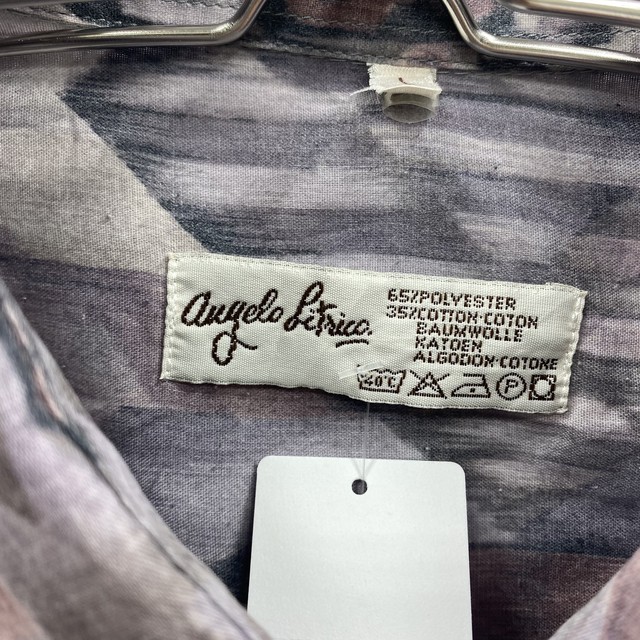 Angelo Litrico.
65%POLYESTER
35%COTTON-COTON
BAUMWOLLE
KATOEN
ALGODON-COTONE
40°C P